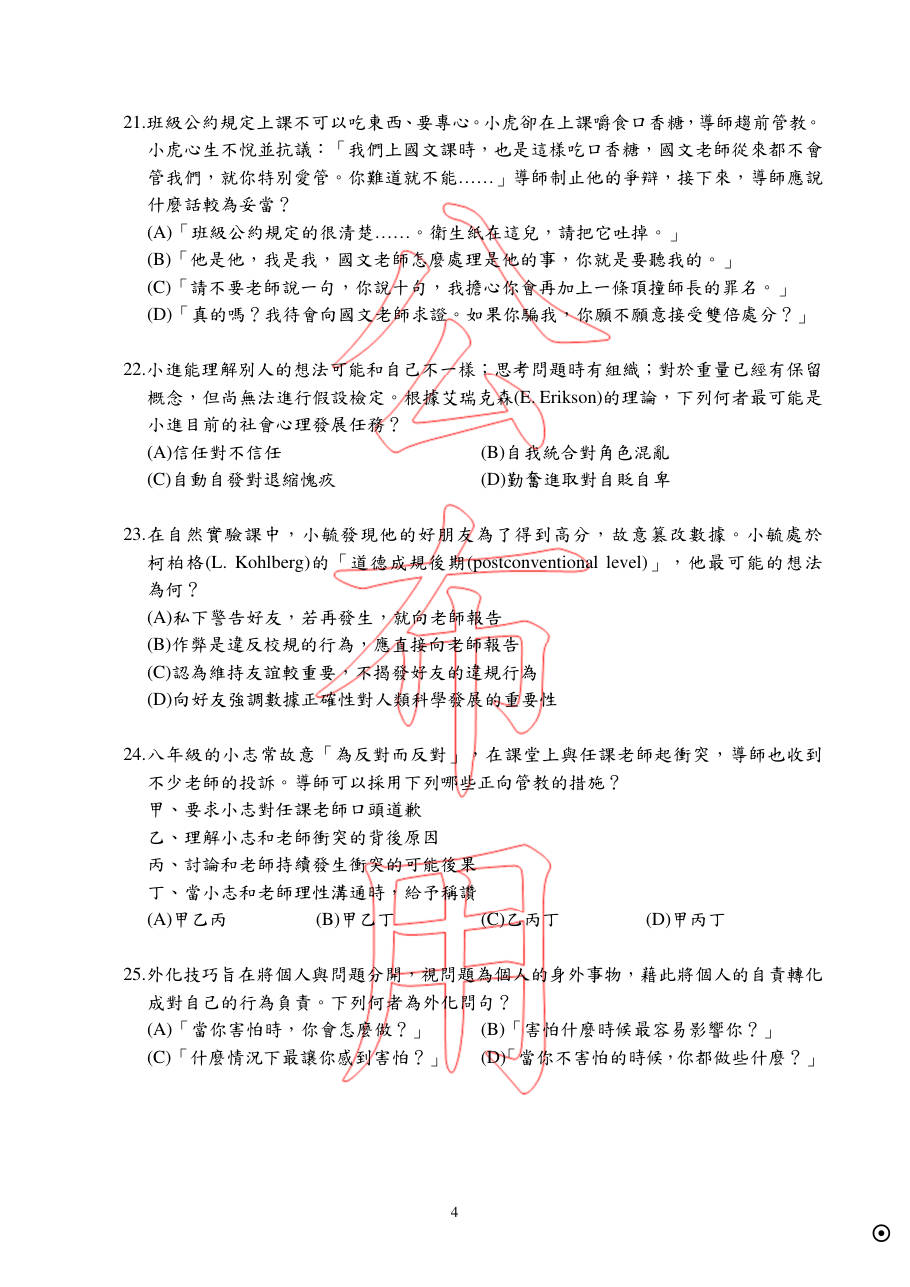 21.班級公約規定上課不可以吃東西、要專心。小虎卻在上課嚼食口香糖，導師趨前管教。
小虎心生不悅並抗議：「我們上國文課時，也是這樣吃口香糖，國文老師從來都不會
管我們，就你特別愛管。你難道就不能……」導師制止他的爭辯，接下來，導師應說
什麼話較為妥當？
(A)「班級公約規定的很清楚……。衛生紙在這兒，請把它吐掉。」
(B)「他是他，我是我，國文老師怎麼處理是他的事，你就是要聽我的。」
(C)「請不要老師說一句，你說十句，我擔心你會再加上一條頂撞師長的罪名。」
(D)「真的嗎？我待會向國文老師求證。如果你騙我，你願不願意接受雙倍處分？」
22.小進能理解別人的想法可能和自己不一樣；思考問題時有組織；對於重量已經有保留
概念，但尚無法進行假設檢定。根據艾瑞克森(E. Erikson)的理論，下列何者最可能是
小進目前的社會心理發展任務？
(A)信任對不信任 (B)自我統合對角色混亂
(C)自動自發對退縮愧疚 (D)勤奮進取對自貶自卑
23.在自然實驗課中，小毓發現他的好朋友為了得到高分，故意篡改數據。小毓處於
柯柏格(L. Kohlberg)的「道德成規後期(postconventional level)」，他最可能的想法
為何？
(A)私下警告好友，若再發生，就向老師報告
(B)作弊是違反校規的行為，應直接向老師報告
(C)認為維持友誼較重要，不揭發好友的違規行為
(D)向好友強調數據正確性對人類科學發展的重要性
24.八年級的小志常故意「為反對而反對」，在課堂上與任課老師起衝突，導師也收到
不少老師的投訴。導師可以採用下列哪些正向管教的措施？
甲、要求小志對任課老師口頭道歉
乙、理解小志和老師衝突的背後原因
丙、討論和老師持續發生衝突的可能後果
丁、當小志和老師理性溝通時，給予稱讚
(A)甲乙丙 (B)甲乙丁 (C)乙丙丁 (D)甲丙丁
25.外化技巧旨在將個人與問題分開，視問題為個人的身外事物，藉此將個人的自責轉化
成對自己的行為負責。下列何者為外化問句？
(A)「當你害怕時，你會怎麼做？」 (B)「害怕什麼時候最容易影響你？」
(C)「什麼情況下最讓你感到害怕？」 (D)「當你不害怕的時候，你都做些什麼？」
公
布
用
4